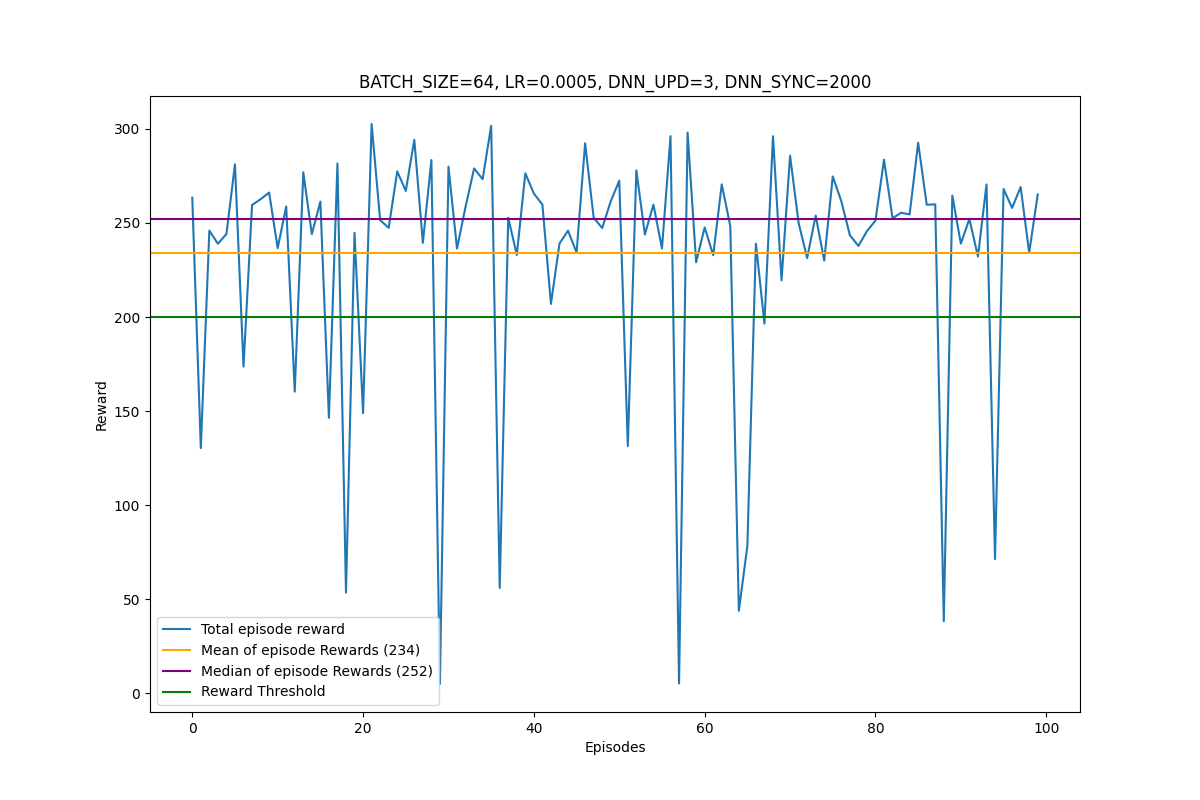 BATCH_SIZE=64, LR=0.0005, DNN_UPD=3, DNN_SYNC=2000
300
250
200
150
100
50
0
Reward
Total episode reward
Mean of episode Rewards (234)
Median of episode Rewards (252)
Reward Threshold
0 20 40 60 80 100
Episodes